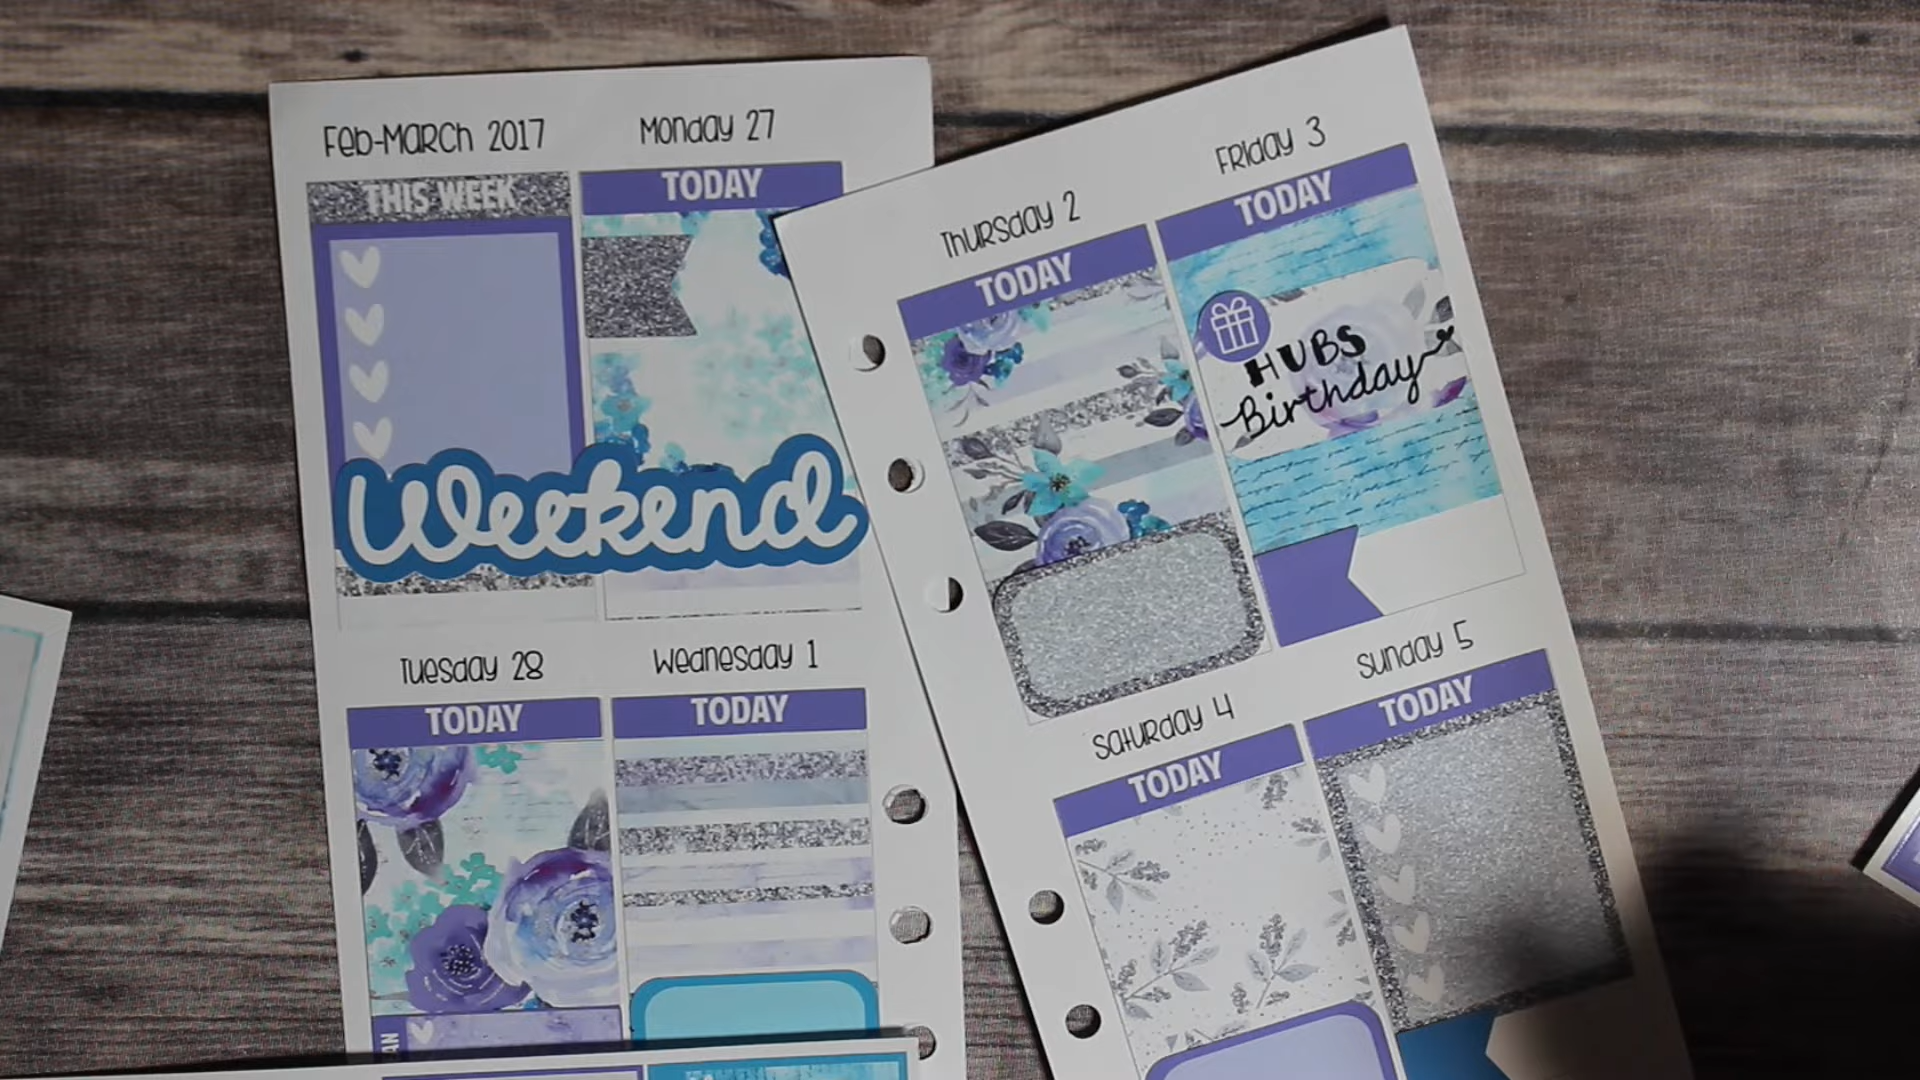 Feb-March 2017
Monday 27
THIS WEEK
TODAY
Weekend
Tuesday 28
Wednesday 1
TODAY
TODAY
Thursday 2
Friday 3
TODAY
TODAY
HUBS
Birthday
Saturday 4
Sunday 5
TODAY
TODAY